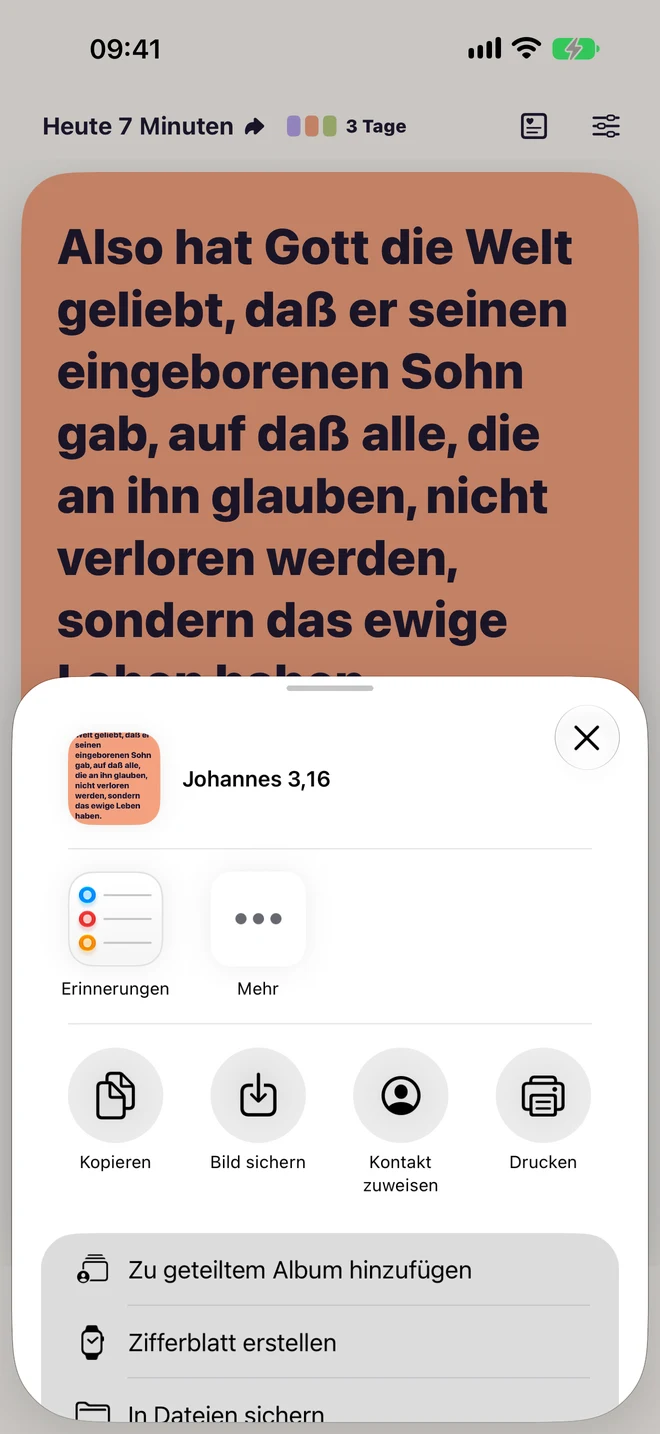 09:41
Heute 7 Minuten 3 Tage
Also hat Gott die Welt
geliebt, daß er seinen
eingeborenen Sohn
gab, auf daß alle, die
an ihn glauben, nicht
verloren werden,
sondern das ewige
Leben haben
Welt geliebt, daß er
seinen
eingeborenen Sohn
gab, auf daß alle,
die an ihn glauben,
nicht verloren
werden, sondern
das ewige Leben
haben.
Johannes 3,16
Erinnerungen Mehr
Kopieren Bild sichern Kontakt zuweisen Drucken
Zu geteiltem Album hinzufügen
Zifferblatt erstellen
In Dateien sichern